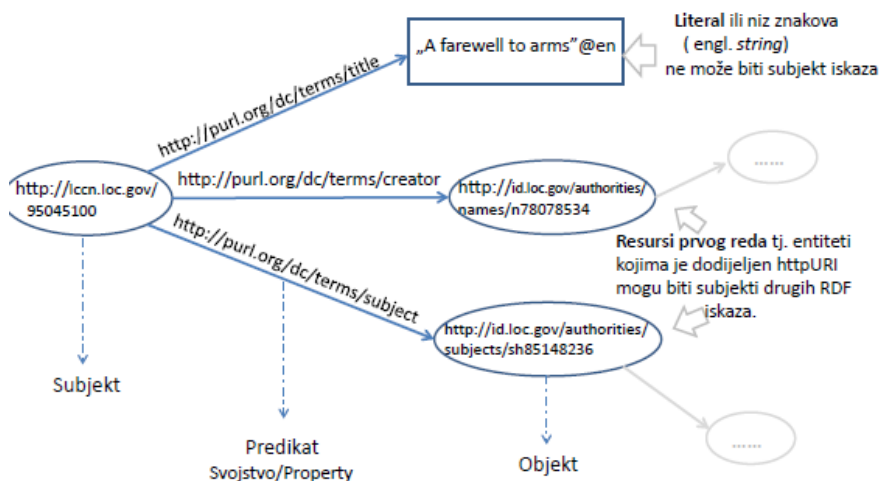 „A farewell to arms”@en
Literal ili niz znakova
( engl. string)
ne može biti subjekt iskaza
http://purl.org/dc/terms/title
http://lccn.loc.gov/
95045100
http://purl.org/dc/terms/creator
http://id.loc.gov/authorities/
names/n78078534
......
http://purl.org/dc/terms/subject
Resursi prvog reda tj. entiteti
kojima je dodijeljen httpURI
mogu biti subjekti drugih RDF
iskaza.
http://id.loc.gov/authorities/
subjects/sh85148236
Subjekt
Predikat
Svojstvo/Property
Objekt
......